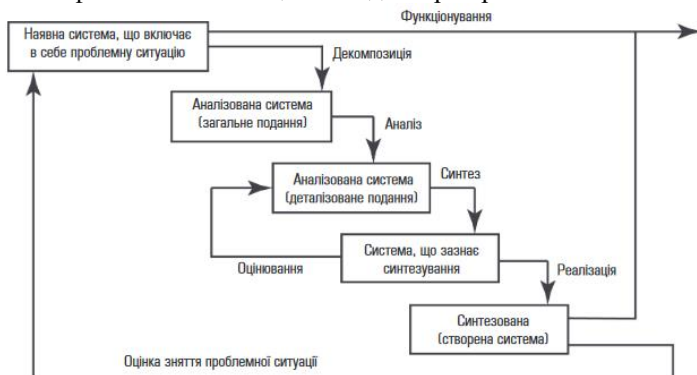 Функціонування
Наявна система, що включає
в себе проблемну ситуацію
Декомпозиція
Аналізована система
(загальне подання)
Аналіз
Аналізована система
(деталізоване подання)
Синтез
Система, що зазнає
синтезування
Оцінювання
Реалізація
Синтезована
(створена система)
Оцінка зняття проблемної ситуації